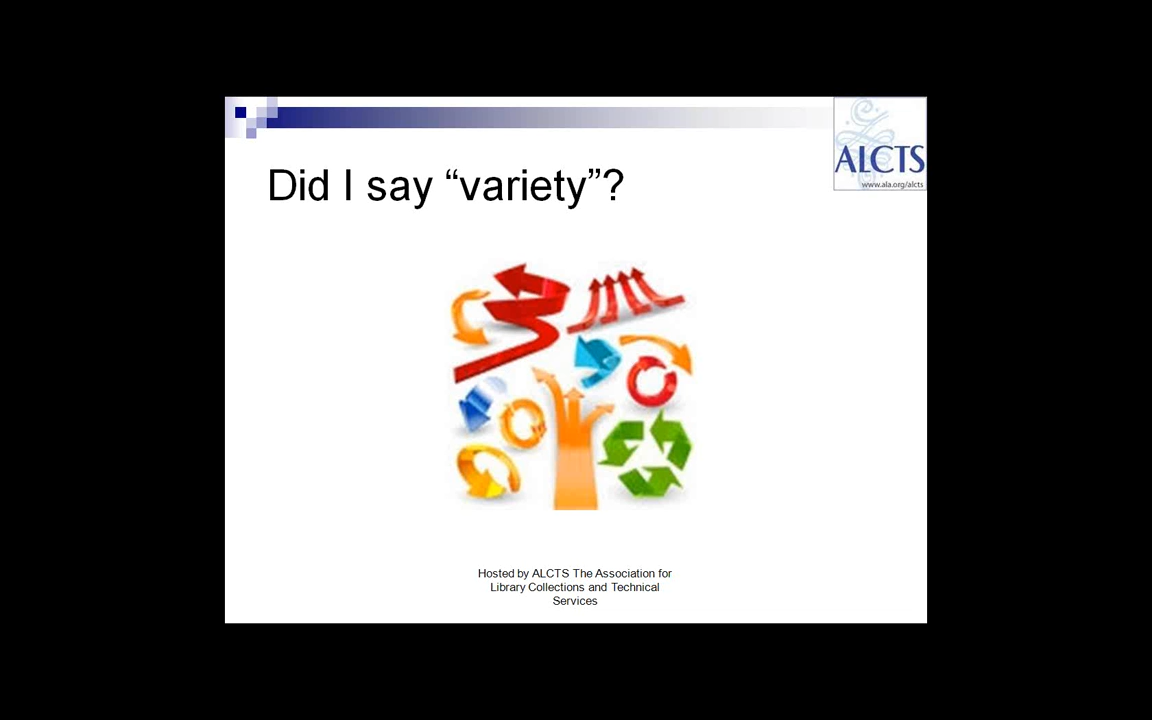 ALCTS
www.ala.org/alcts
Did I say “variety”?
Hosted by ALCTS The Association for
Library Collections and Technical
Services